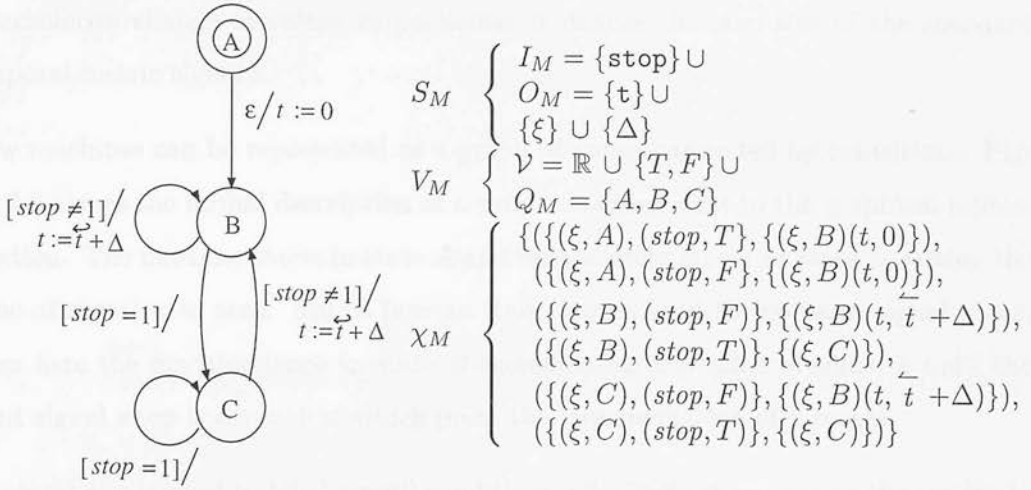 A
ε/t :=0
[stop ≠1]/
t:=t↩+Δ
B
[stop =1]/
[stop ≠1]/
t:=t↩+Δ
C
[stop =1]/
S_M { I_M = {stop} ∪
O_M = {t} ∪
{ξ} ∪ {Δ}
V_M { 𝒱 = ℝ ∪ {T, F} ∪
Q_M = {A, B, C}
χ_M { {({(ξ, A), (stop, T}, {(ξ, B)(t, 0)}),
({(ξ, A), (stop, F}, {(ξ, B)(t, 0)}),
({(ξ, B), (stop, F)}, {(ξ, B)(t, ↼t +Δ)}),
({(ξ, B), (stop, T)}, {(ξ, C)}),
({(ξ, C), (stop, F)}, {(ξ, B)(t, ↼t +Δ)}),
({(ξ, C), (stop, T)}, {(ξ, C)})}